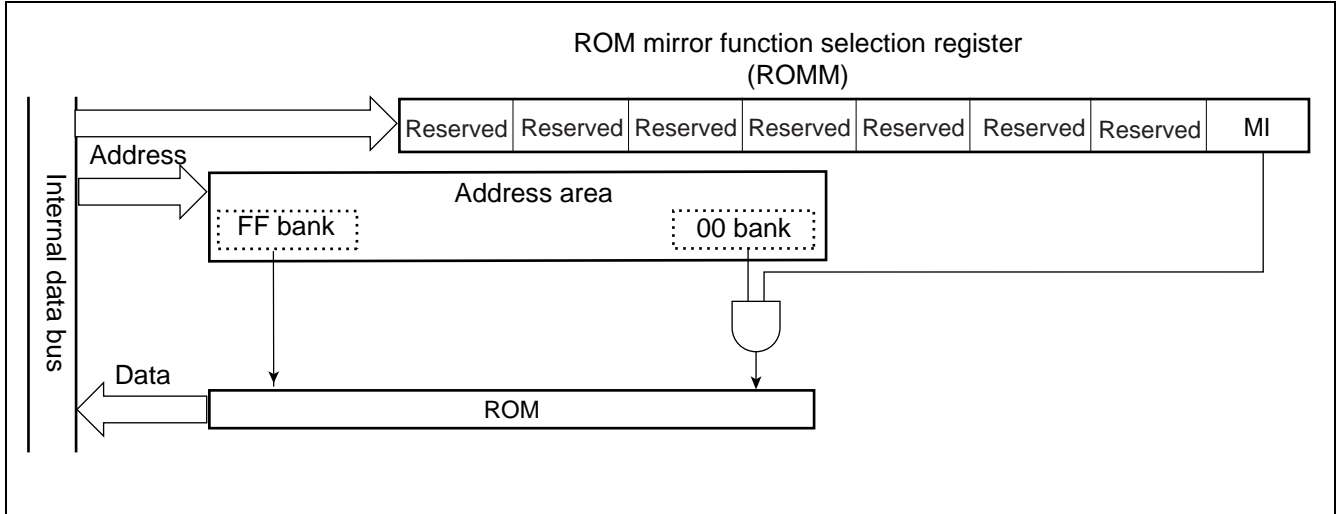 ROM mirror function selection register
(ROMM)
Reserved Reserved Reserved Reserved Reserved Reserved Reserved MI
Address
Address area
FF bank 00 bank
Internal data bus
Data
ROM